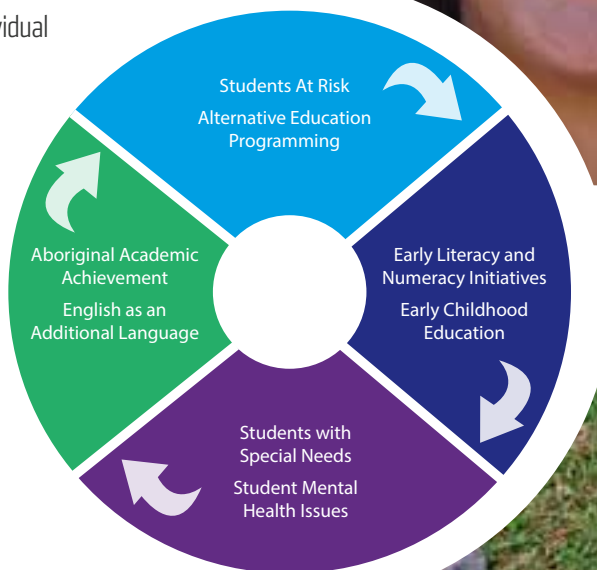 Students At Risk
Alternative Education
Programming
Early Literacy and
Numeracy Initiatives
Early Childhood
Education
Students with
Special Needs
Student Mental
Health Issues
Aboriginal Academic
Achievement
English as an
Additional Language